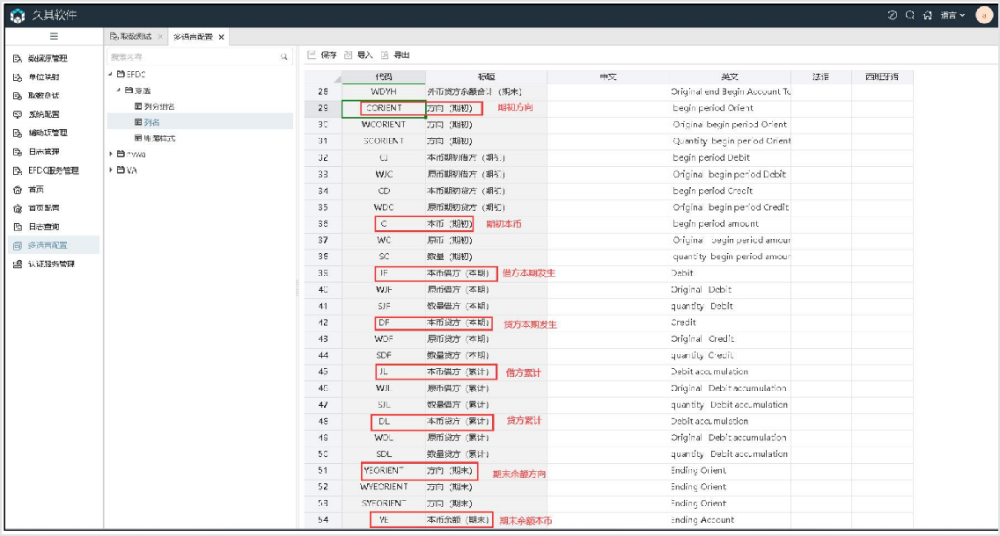 久其软件
语言
a
取数测试 ×
多语言配置 ×
数据源管理
单位映射
取数测试
系统配置
辅助项管理
日志管理
EFDC服务管理
首页
首页配置
日志查询
多语言配置
认证服务管理
搜索名称
EFDC
穿透
列分组名
列名
账簿样式
nvwa
VA
保存 导入 导出
代码 标题 中文 英文 法语 西班牙语
28 WDYH 外币贷方余额合计（期末） Original end Begin Account To
29 CORIENT 方向（期初） 期初方向 begin period Orient
30 WCORIENT 方向（期初） Original begin period Orient
31 SCORIENT 方向（期初） Quantity begin period Orient
32 CJ 本币期初借方（期初） begin period Debit
33 WJC 原币期初借方（期初） Original begin period Debit
34 CD 本币期初贷方（期初） begin period Credit
35 WDC 原币期初贷方（期初） Original begin period Credit
36 C 本币（期初） 期初本币 begin period amount
37 WC 原币（期初） Original begin period amour
38 SC 数量（期初） quantity begin period amour
39 JF 本币借方（本期） 借方本期发生 Debit
40 WJF 原币借方（本期） Original Debit
41 SJF 数量借方（本期） quantity Debit
42 DF 本币贷方（本期） 贷方本期发生 Credit
43 WDF 原币贷方（本期） Original Credit
44 SDF 数量贷方（本期） quantity Credit
45 JL 本币借方（累计） 借方累计 Debit accumulation
46 WJL 原币借方（累计） Original Debit accumulation
47 SJL 数量借方（累计） quantity Debit accumulation
48 DL 本币贷方（累计） 贷方累计 Debit accumulation
49 WDL 原币贷方（累计） Original Debit accumulation
50 SDL 数量贷方（累计） quantity Debit accumulation
51 YEORIENT 方向（期末） 期末余额方向 Ending Orient
52 WYEORIENT 方向（期末） Ending Orient
53 SYEORIENT 方向（期末） Ending Orient
54 YE 本币余额（期末） 期末余额本币 Ending Account